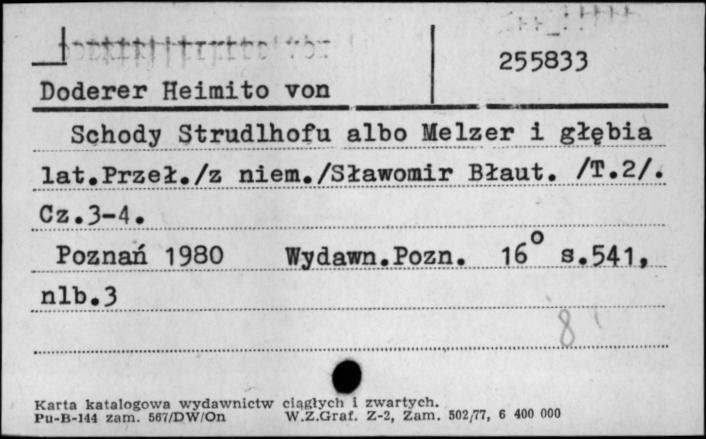 255833
Doderer Heimito von
Schody Strudlhofu albo Melzer i głębia
lat.Przeł./z niem./Sławomir Błaut. /T.2/.
Cz.3-4.
Poznań 1980 Wydawn.Pozn. 16° s.541,
nlb.3
8
Karta katalogowa wydawnictw ciągłych i zwartych.
Pu-B-144 zam. 567/DW/On W.Z.Graf. Z-2, Zam. 502/77, 6 400 000